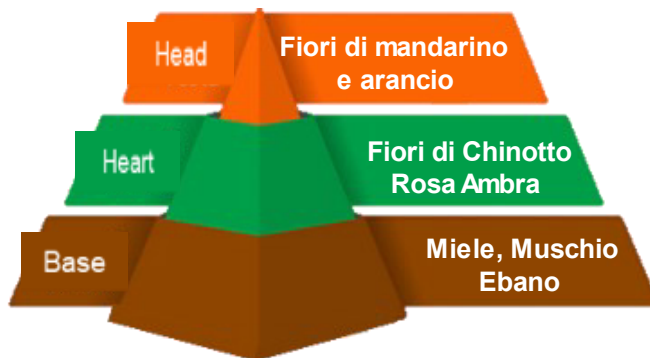 Head
Fiori di mandarino
e arancio
Heart
Fiori di Chinotto
Rosa Ambra
Base
Miele, Muschio
Ebano